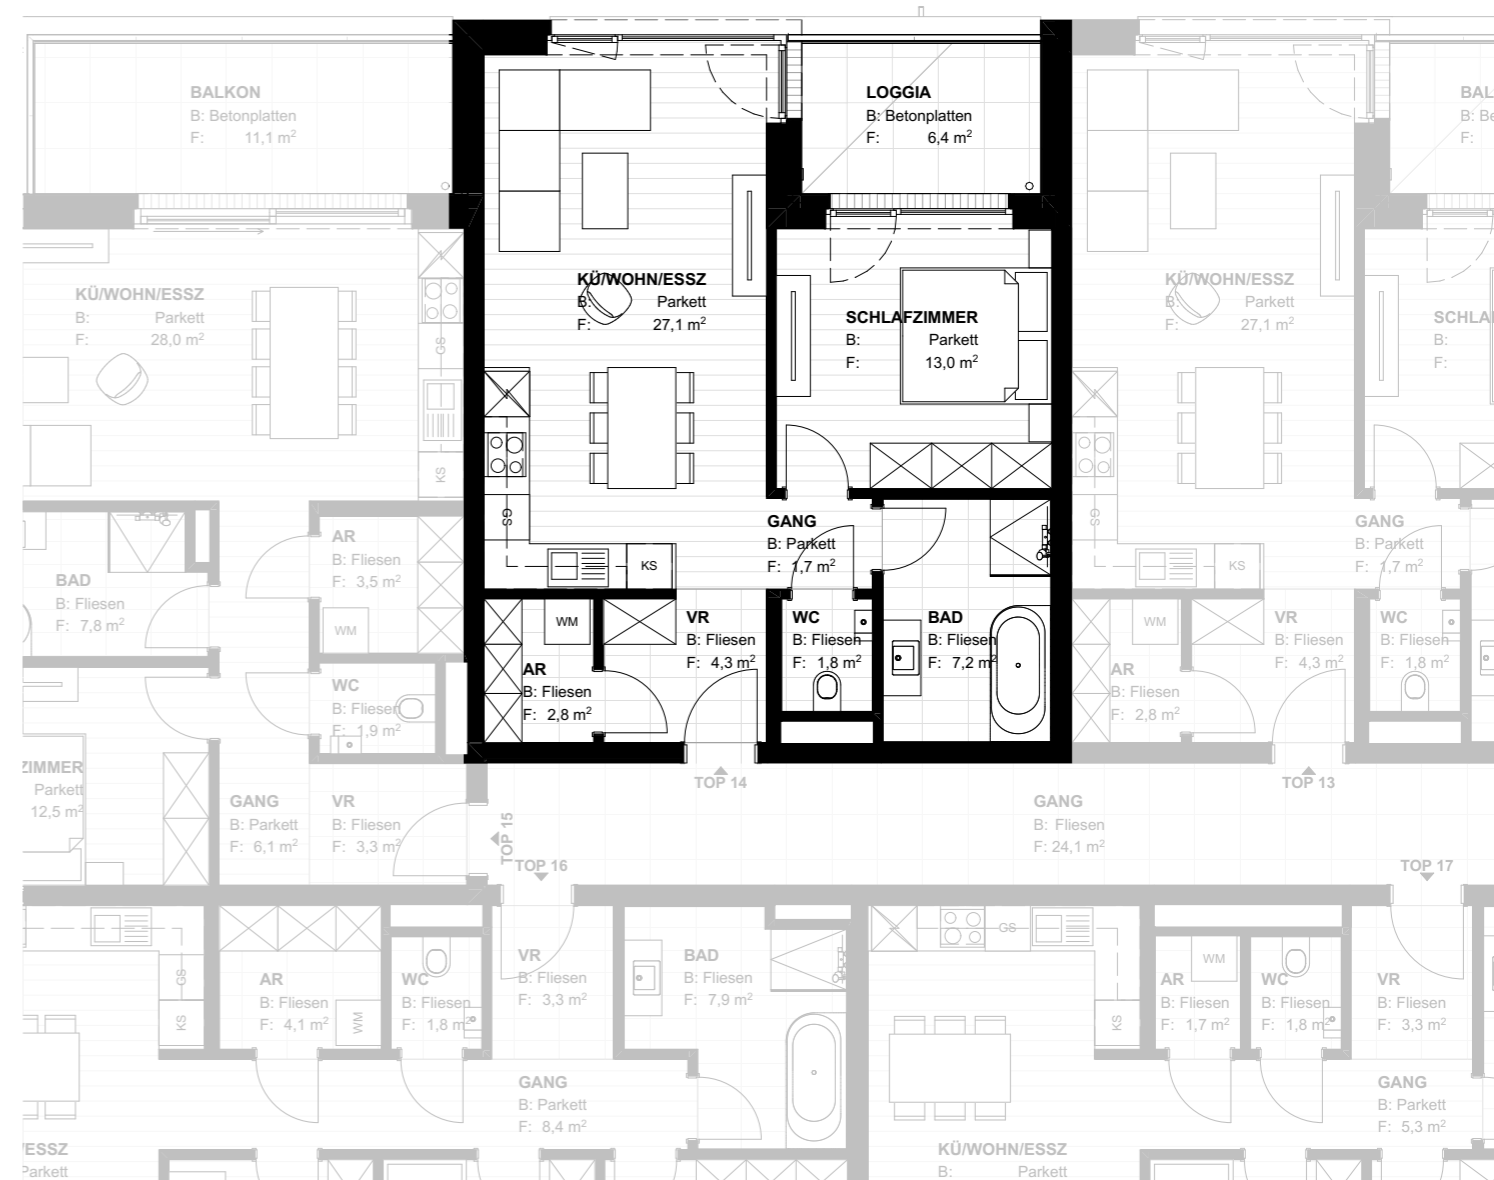 BALKON
B: Betonplatten
F: 11,1 m²
LOGGIA
B: Betonplatten
F: 6,4 m²
BAL
B: Be
F:
KÜ/WOHN/ESSZ
B: Parkett
F: 28,0 m²
GS
KS
KÜ/WOHN/ESSZ
B: Parkett
F: 27,1 m²
SCHLAFZIMMER
B: Parkett
F: 13,0 m²
KÜ/WOHN/ESSZ
B: Parkett
F: 27,1 m²
SCHLA
B:
F:
GS
KS
GANG
B: Parkett
F: 1,7 m²
GS
KS
GANG
B: Parkett
F: 1,7 m²
BAD
B: Fliesen
F: 7,8 m²
AR
B: Fliesen
F: 3,5 m²
WM
WC
B: Fliesen
F: 1,9 m²
WM
AR
B: Fliesen
F: 2,8 m²
VR
B: Fliesen
F: 4,3 m²
WC
B: Fliesen
F: 1,8 m²
BAD
B: Fliesen
F: 7,2 m²
WM
AR
B: Fliesen
F: 2,8 m²
VR
B: Fliesen
F: 4,3 m²
WC
B: Fliesen
F: 1,8 m²
ZIMMER
Parkett
12,5 m²
GANG
B: Parkett
F: 6,1 m²
VR
B: Fliesen
F: 3,3 m²
TOP 15
TOP 14
TOP 16
GANG
B: Fliesen
F: 24,1 m²
TOP 13
TOP 17
GS
KS
AR
B: Fliesen
F: 4,1 m²
WM
WC
B: Fliesen
F: 1,8 m²
VR
B: Fliesen
F: 3,3 m²
BAD
B: Fliesen
F: 7,9 m²
GS
KS
WM
AR
B: Fliesen
F: 1,7 m²
WC
B: Fliesen
F: 1,8 m²
VR
B: Fliesen
F: 3,3 m²
/ESSZ
Parkett
GANG
B: Parkett
F: 8,4 m²
KÜ/WOHN/ESSZ
B: Parkett
GANG
B: Parkett
F: 5,3 m²